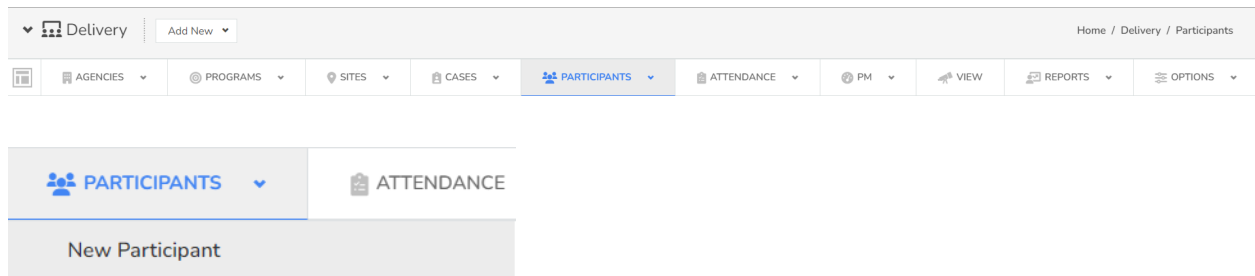 Delivery Add New Home / Delivery / Participants
AGENCIES PROGRAMS SITES CASES PARTICIPANTS ATTENDANCE PM VIEW REPORTS OPTIONS
PARTICIPANTS ATTENDANCE
New Participant